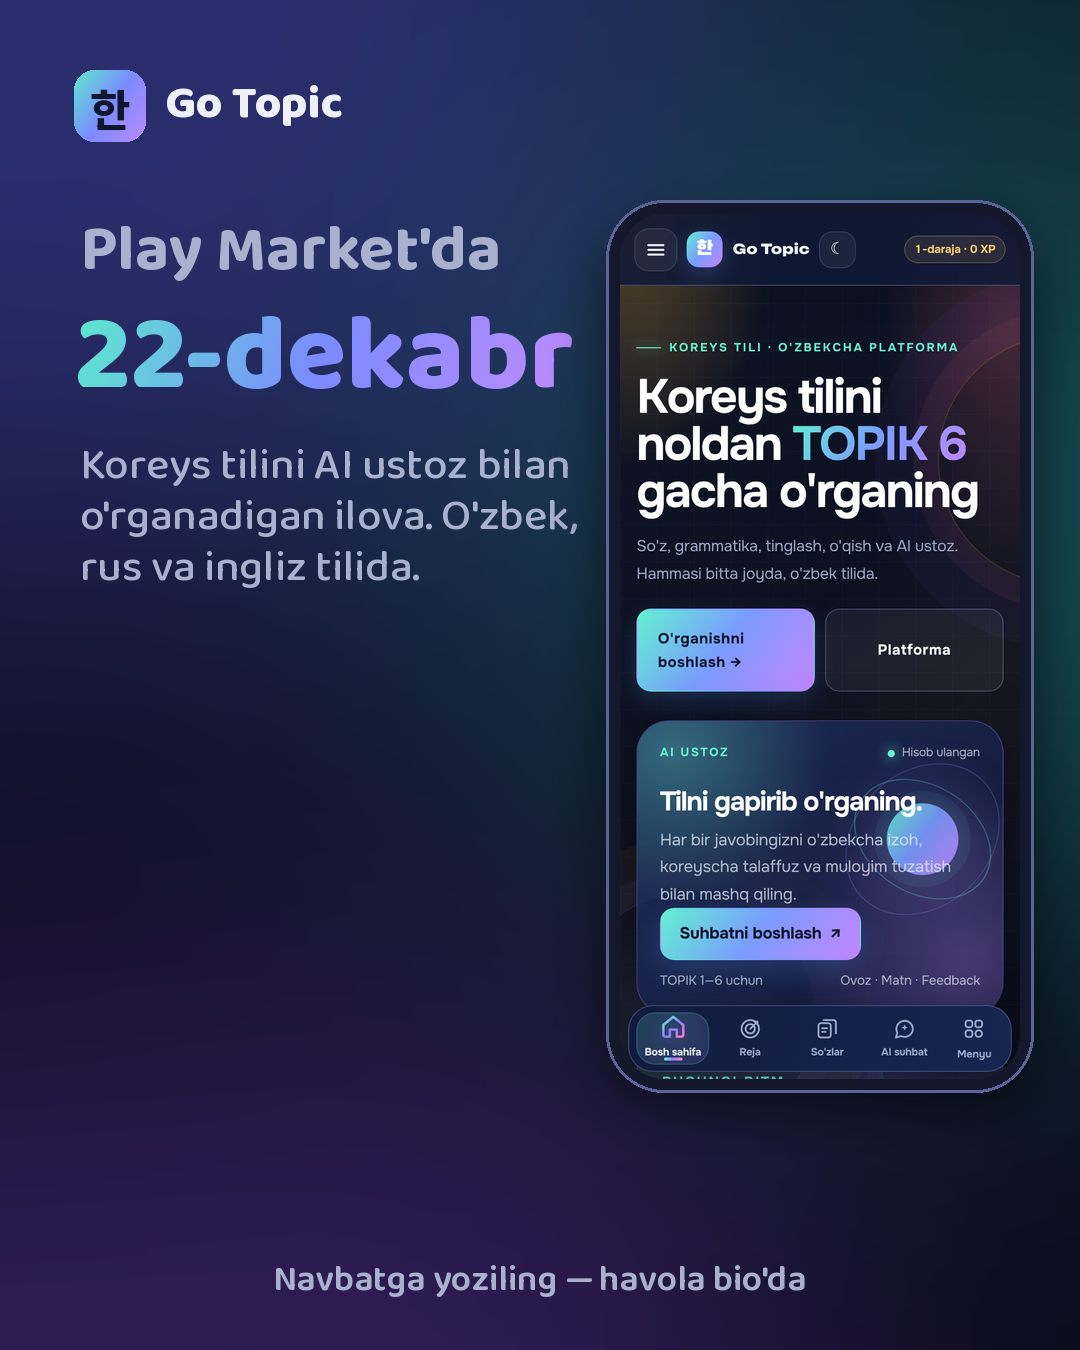 한 Go Topic
Play Market'da
22-dekabr
Koreys tilini AI ustoz bilan
o'rganadigan ilova. O'zbek,
rus va ingliz tilida.
한 Go Topic
1-daraja · 0 XP
KOREYS TILI · O'ZBEKCHA PLATFORMA
Koreys tilini
noldan TOPIK 6
gacha o'rganing
So'z, grammatika, tinglash, o'qish va AI ustoz.
Hammasi bitta joyda, o'zbek tilida.
O'rganishni
boshlash →
Platforma
AI USTOZ
Hisob ulangan
Tilni gapirib o'rganing.
Har bir javobingizni o'zbekcha izoh,
koreyscha talaffuz va muloyim tuzatish
bilan mashq qiling.
Suhbatni boshlash ↗
TOPIK 1–6 uchun
Ovoz · Matn · Feedback
Bosh sahifa
Reja
So'zlar
AI suhbat
Menyu
Navbatga yoziling — havola bio'da